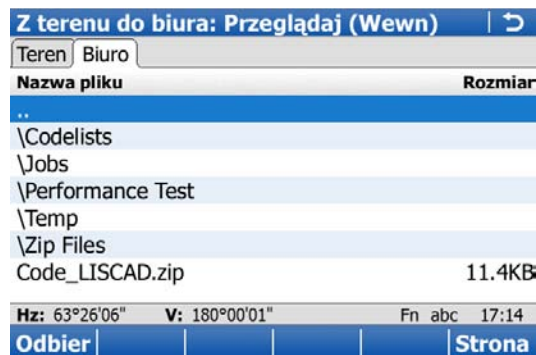 Z terenu do biura: Przeglądaj (Wewn)
Teren Biuro
Nazwa pliku Rozmiar
..
\Codelists
\Jobs
\Performance Test
\Temp
\Zip Files
Code_LISCAD.zip 11.4KB
Hz: 63°26'06" V: 180°00'01" Fn abc 17:14
Odbier Strona